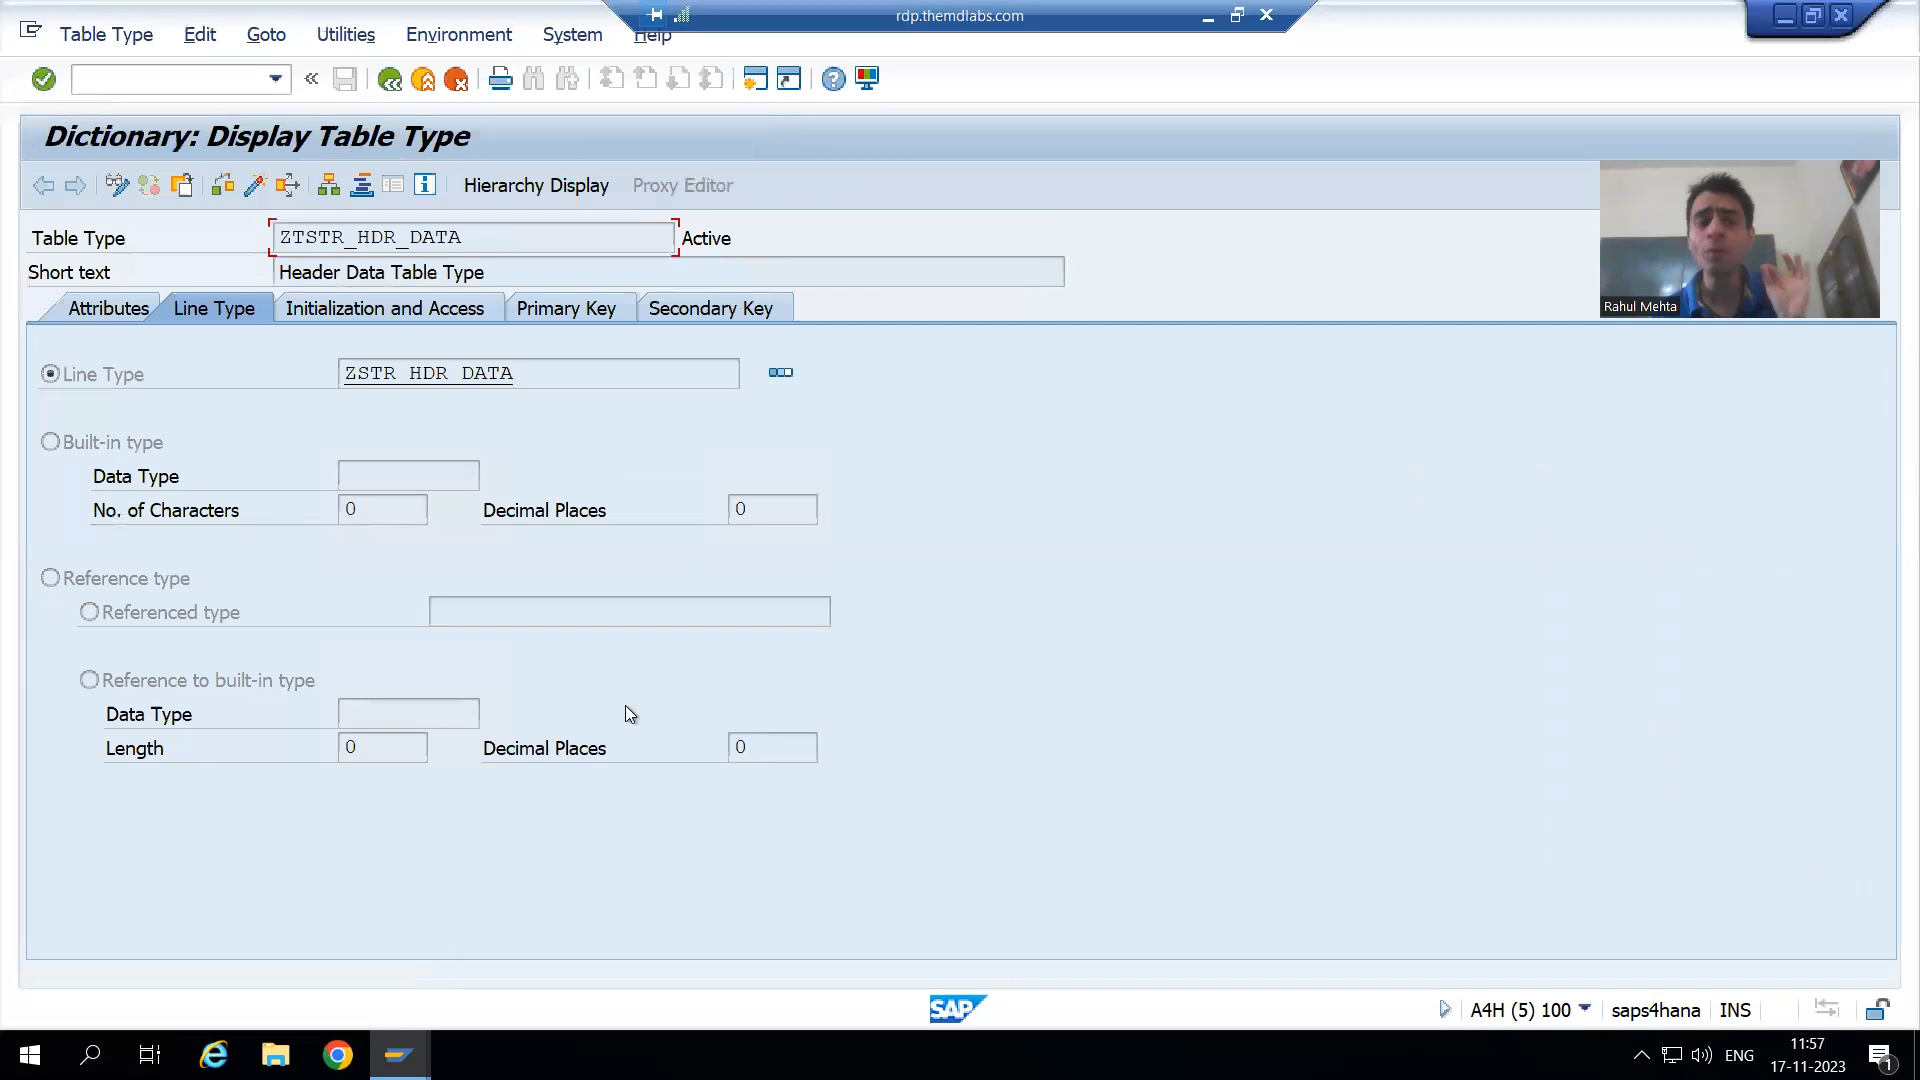 rdp.themdlabs.com
Table Type Edit Goto Utilities Environment System Help
Dictionary: Display Table Type
Hierarchy Display Proxy Editor
Table Type ZTSTR_HDR_DATA Active
Short text Header Data Table Type
Attributes Line Type Initialization and Access Primary Key Secondary Key
Rahul Mehta
Line Type ZSTR_HDR_DATA
Built-in type
Data Type
No. of Characters 0 Decimal Places 0
Reference type
Referenced type
Reference to built-in type
Data Type
Length 0 Decimal Places 0
SAP
A4H (5) 100 saps4hana INS
ENG
11:57
17-11-2023
1